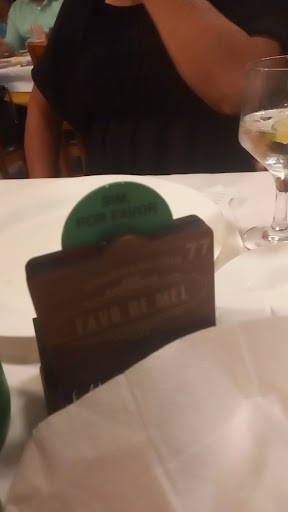 SIM,
POR FAVOR
77
FAVO DE MEL